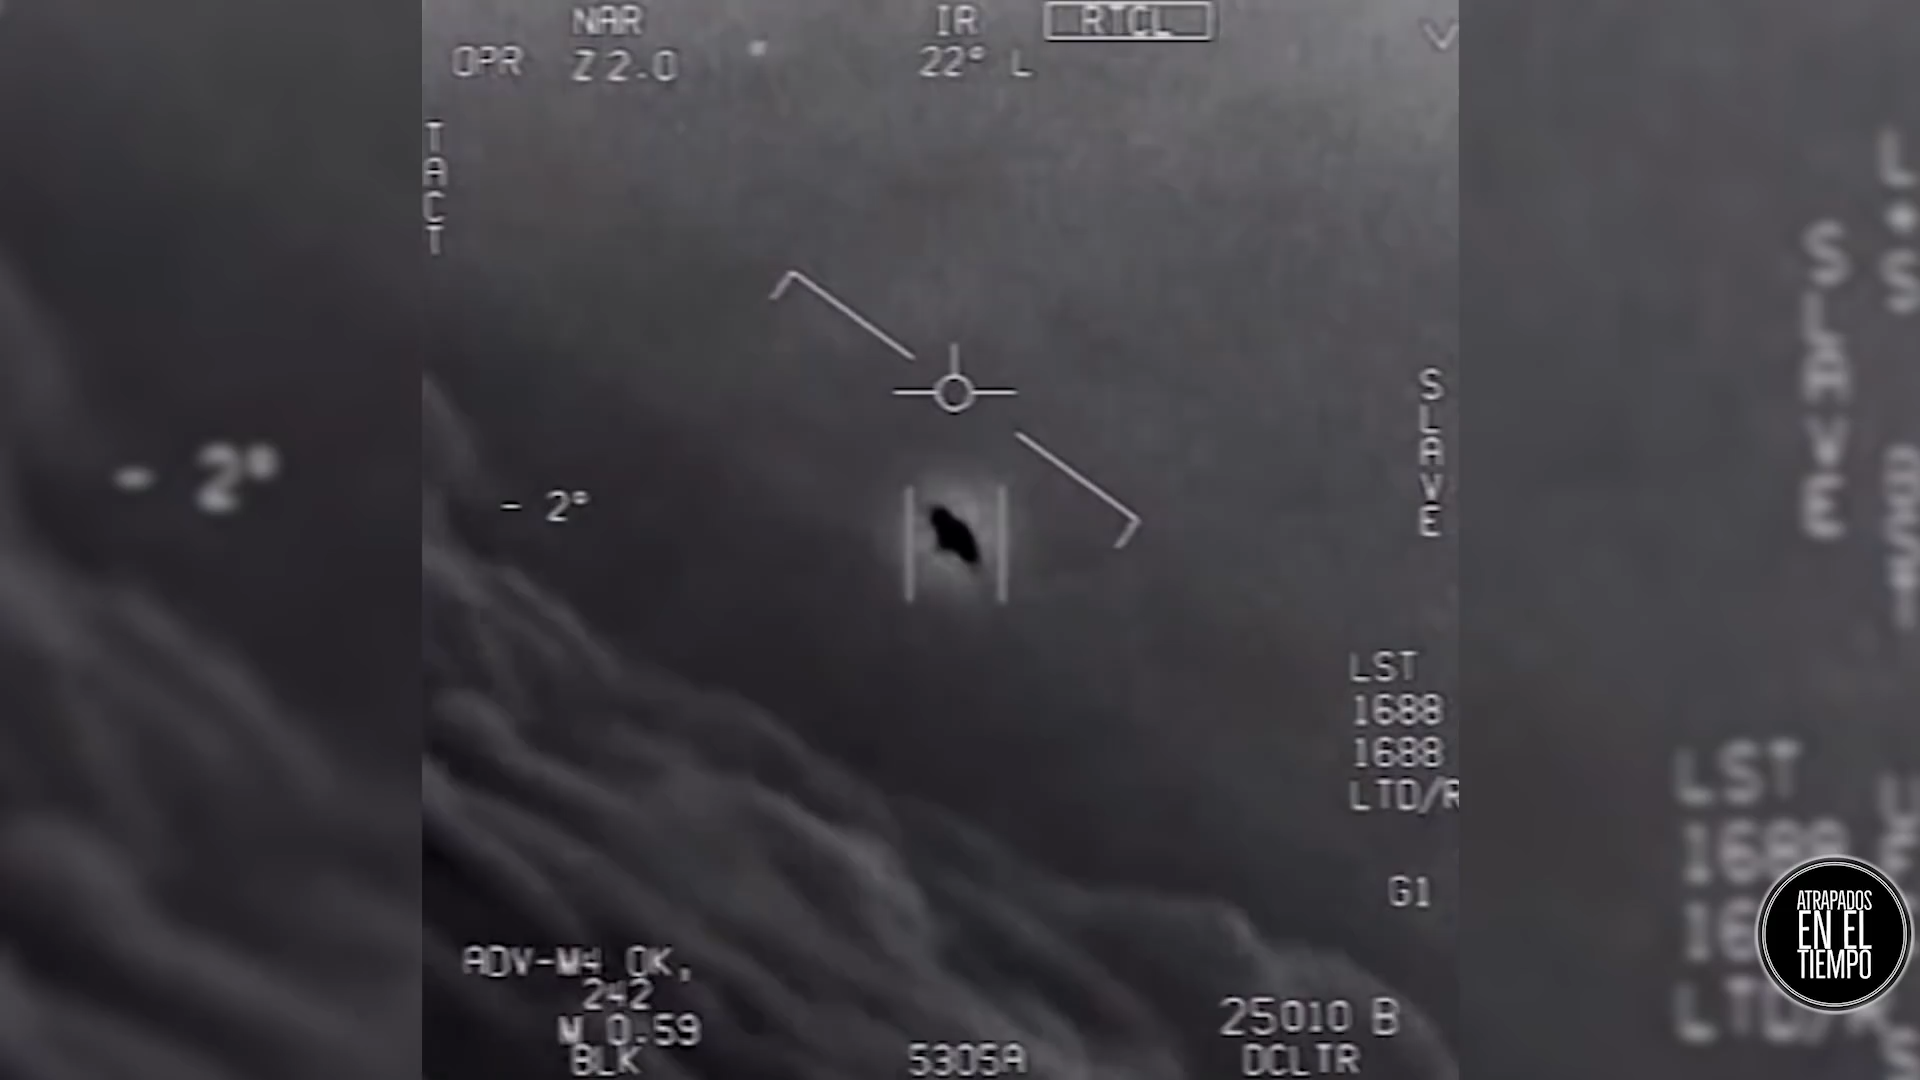 NAR
IR
RTCL
OPR
Z 2.0
22° L
TACT
- 2°
- 2°
SLAVE
SLAVE
LST
1688
1688
LTD/R
LST
G1
ADV-M4 OK,
242
M 0.59
BLK
5305A
25010 B
DCLTR
ATRAPADOS
EN EL
TIEMPO